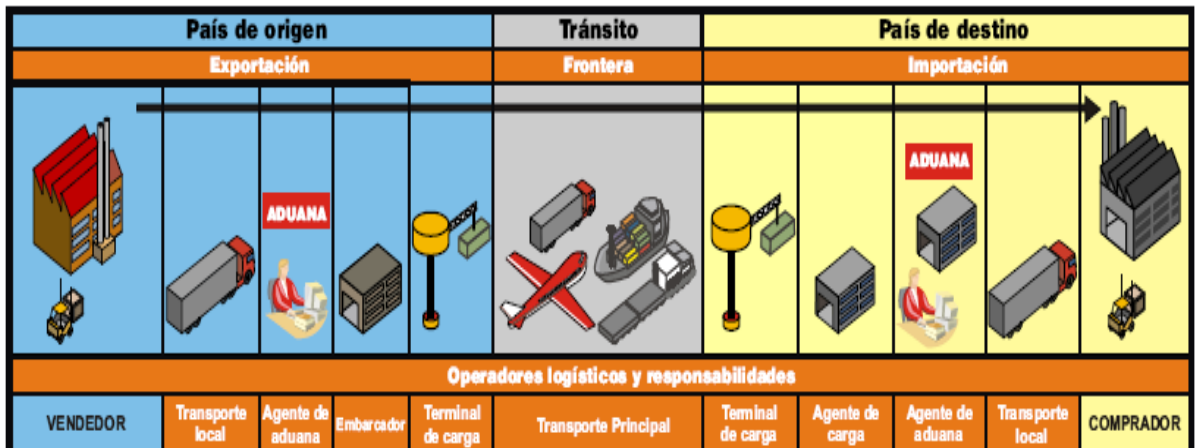 País de origen
Tránsito
País de destino
Exportación
Frontera
Importación
ADUANA
ADUANA
Operadores logísticos y responsabilidades
VENDEDOR
Transporte
local
Agente de
aduana
Embarcador
Terminal
de carga
Transporte Principal
Terminal
de carga
Agente de
carga
Agente de
aduana
Transporte
local
COMPRADOR